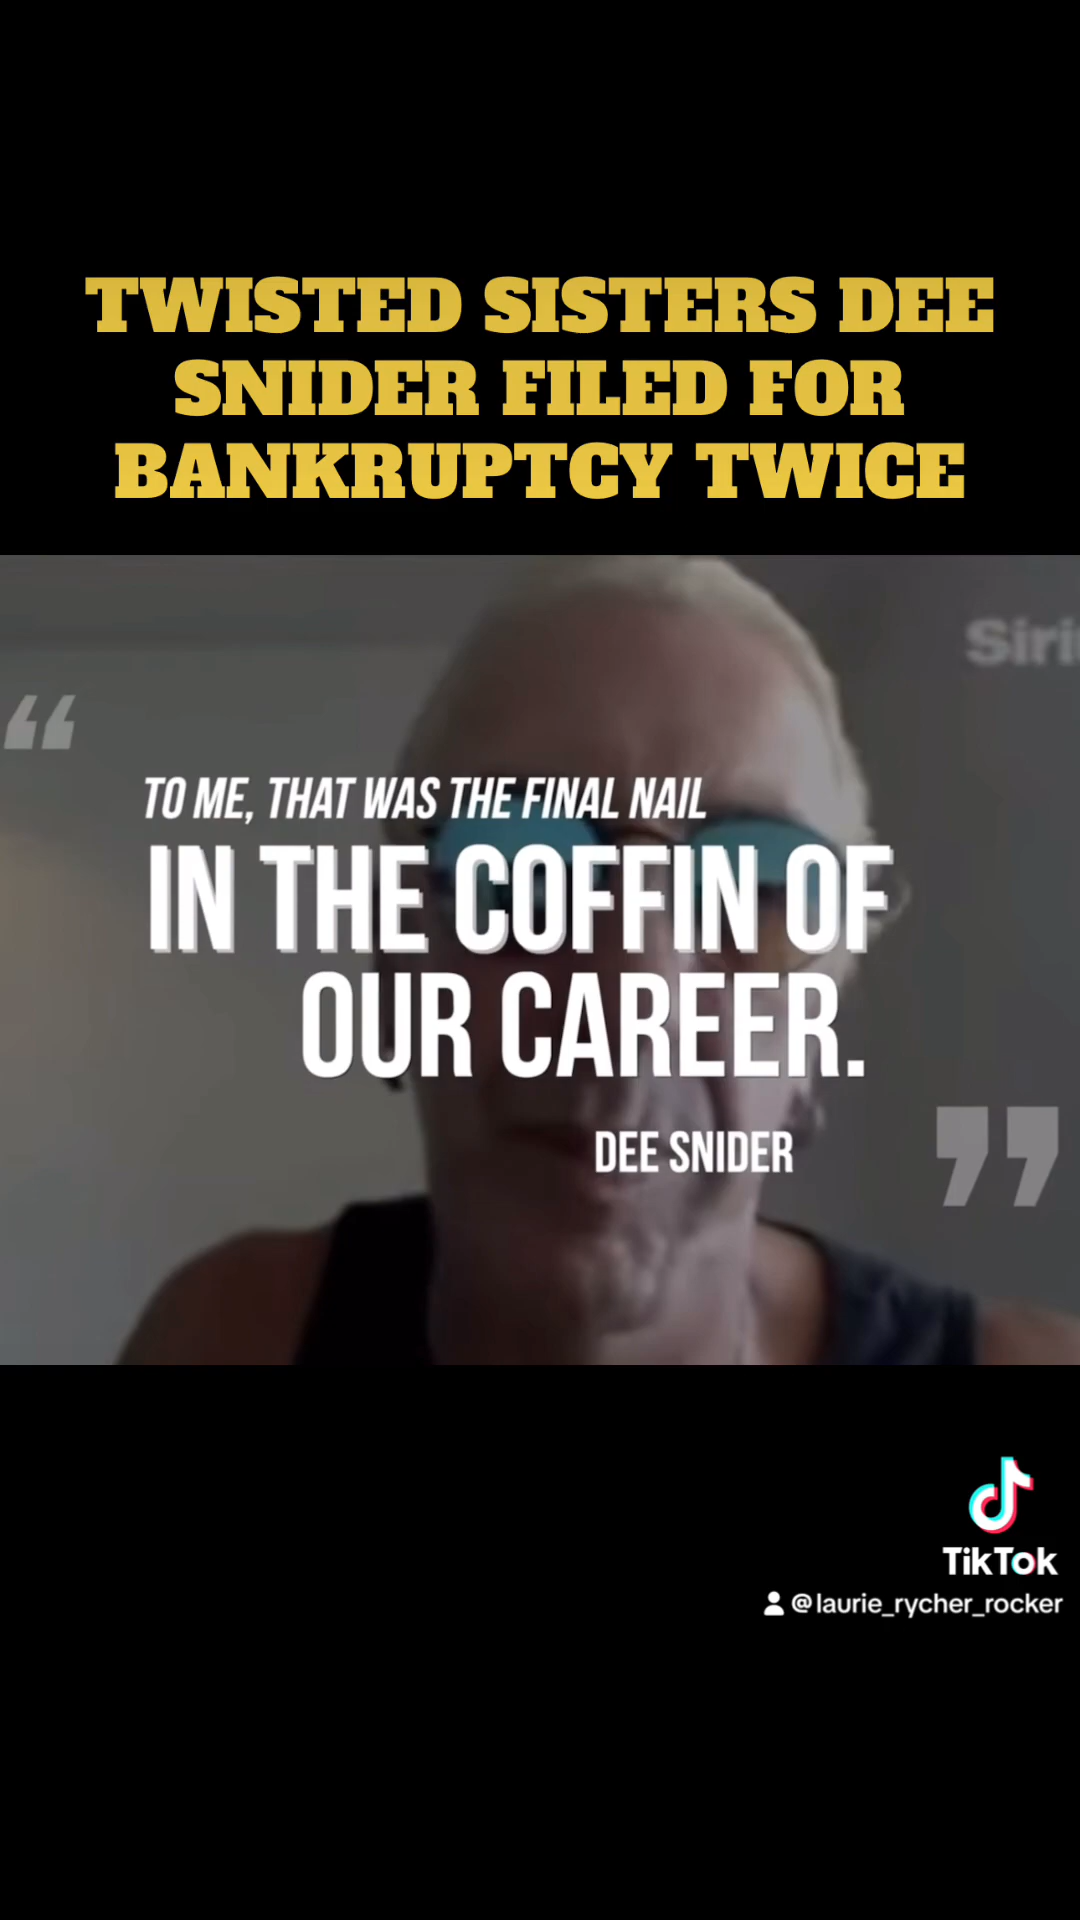 TWISTED SISTERS DEE
SNIDER FILED FOR
BANKRUPTCY TWICE
Siri
“
TO ME, THAT WAS THE FINAL NAIL
IN THE COFFIN OF
OUR CAREER.
DEE SNIDER
”
TikTok
@laurie_rycher_rocker